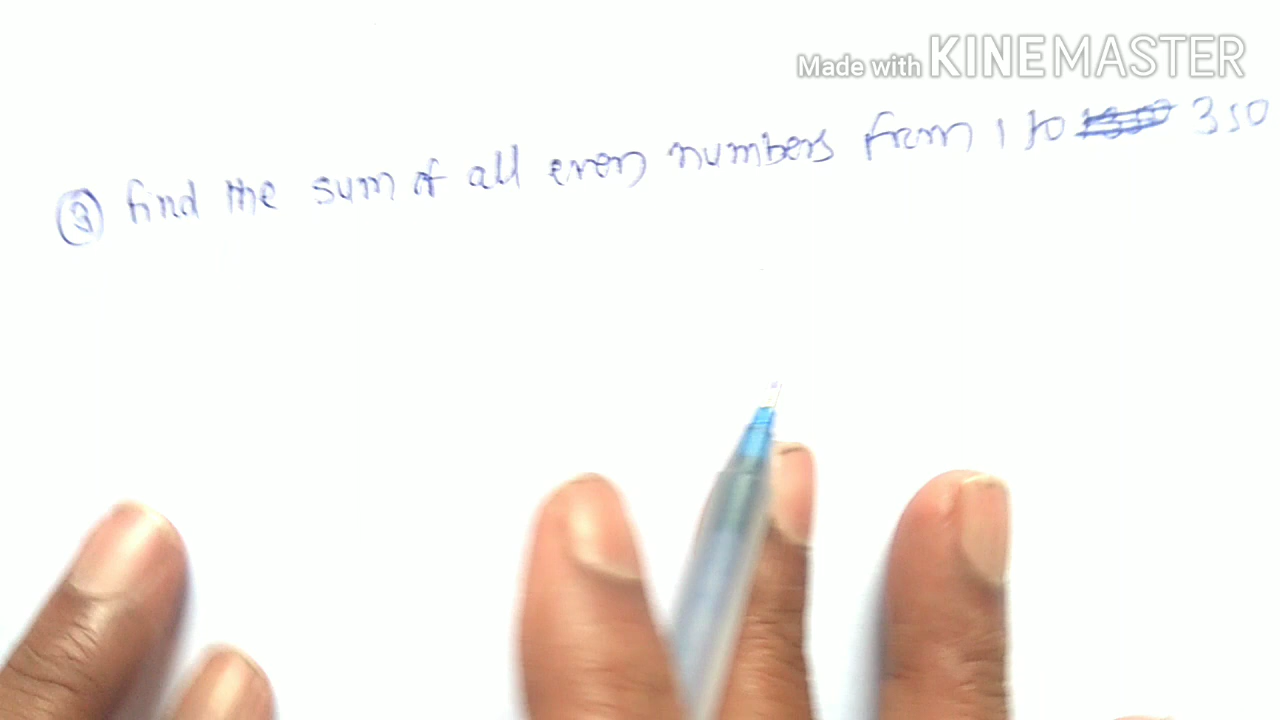 Made with KINEMASTER
③ find the sum of all even numbers from 1 to 350